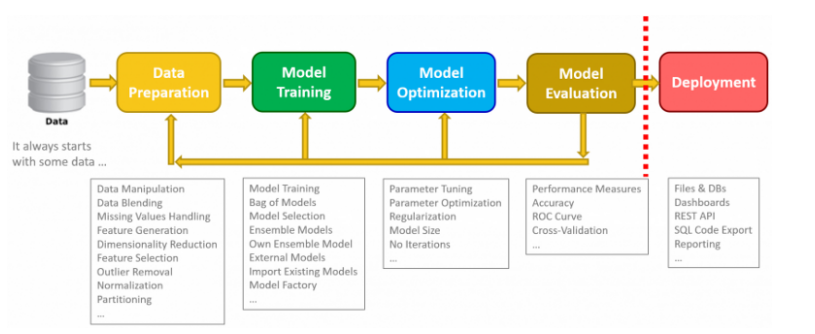 Data
Preparation
Model
Training
Model
Optimization
Model
Evaluation
Deployment
Data
It always starts
with some data ...
Data Manipulation
Data Blending
Missing Values Handling
Feature Generation
Dimensionality Reduction
Feature Selection
Outlier Removal
Normalization
Partitioning
...
Model Training
Bag of Models
Model Selection
Ensemble Models
Own Ensemble Model
External Models
Import Existing Models
Model Factory
...
Parameter Tuning
Parameter Optimization
Regularization
Model Size
No Iterations
...
Performance Measures
Accuracy
ROC Curve
Cross-Validation
...
Files & DBs
Dashboards
REST API
SQL Code Export
Reporting
...